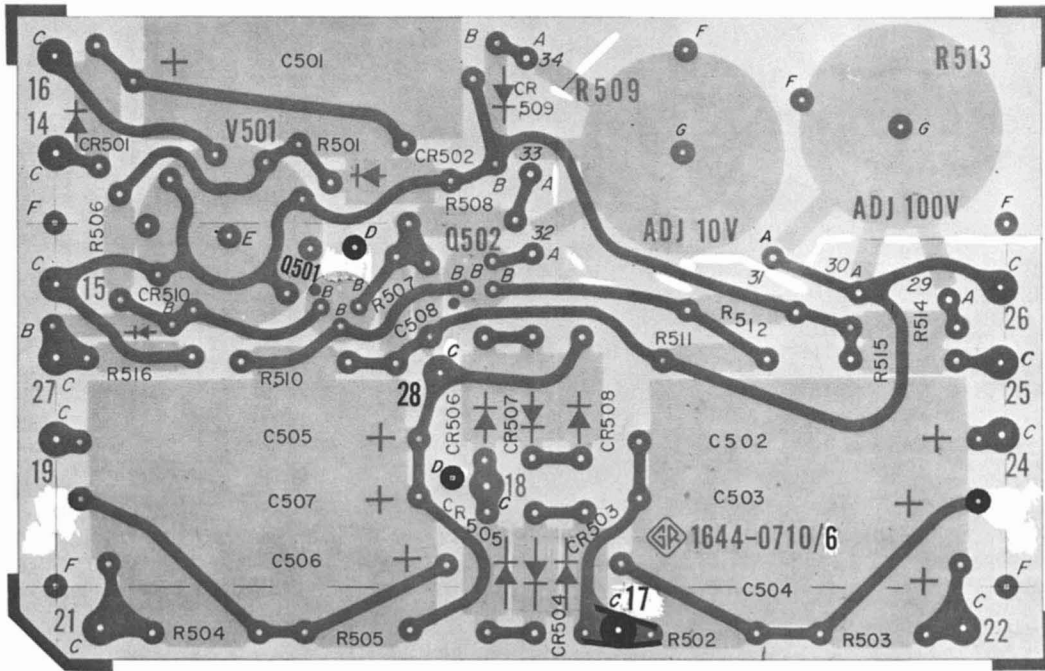 C
16
14
CR501
C
+
C501
V501
R501
CR502
B
A
34
CR
509
33
B
A
R509
F
G
ADJ 10V
R513
F
G
ADJ 100V
F
F
R506
E
D
R508
Q502
32
A
Q501
C
15
CR510
B
B
B
B
R507
B
B
C508
A
31
30
A
29
C
26
A
R514
R512
R511
R515
B
27
C
R516
R510
28
C
C
25
CR506
CR507
CR508
C
19
C505
+
C502
+
C
24
D
18
C
C507
+
CR505
CR503
C503
+
GR 1644-0710/6
C506
+
C504
+
F
F
21
C
R504
R505
CR504
C
17
R502
R503
22
C